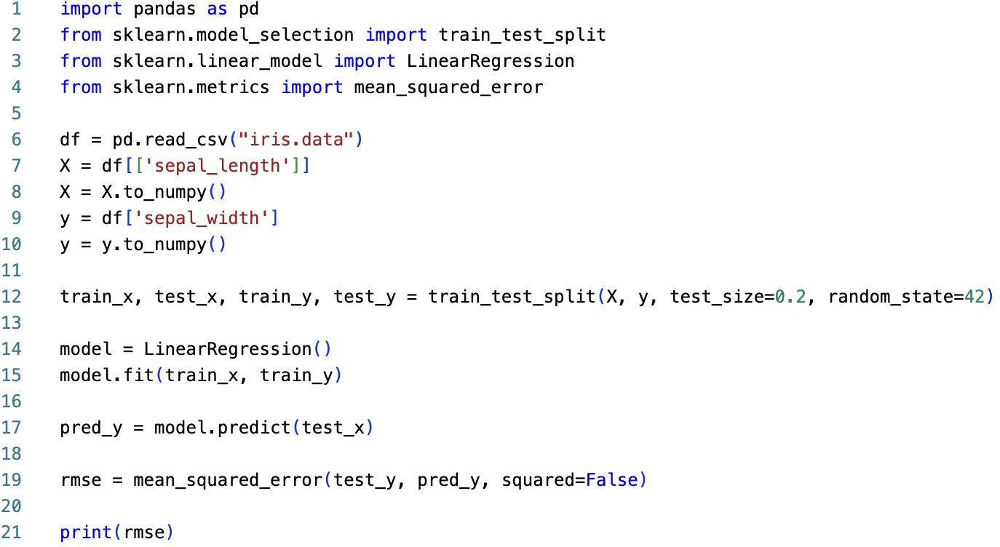 1 import pandas as pd
2 from sklearn.model_selection import train_test_split
3 from sklearn.linear_model import LinearRegression
4 from sklearn.metrics import mean_squared_error
5
6 df = pd.read_csv("iris.data")
7 X = df[['sepal_length']]
8 X = X.to_numpy()
9 y = df['sepal_width']
10 y = y.to_numpy()
11
12 train_x, test_x, train_y, test_y = train_test_split(X, y, test_size=0.2, random_state=42)
13
14 model = LinearRegression()
15 model.fit(train_x, train_y)
16
17 pred_y = model.predict(test_x)
18
19 rmse = mean_squared_error(test_y, pred_y, squared=False)
20
21 print(rmse)